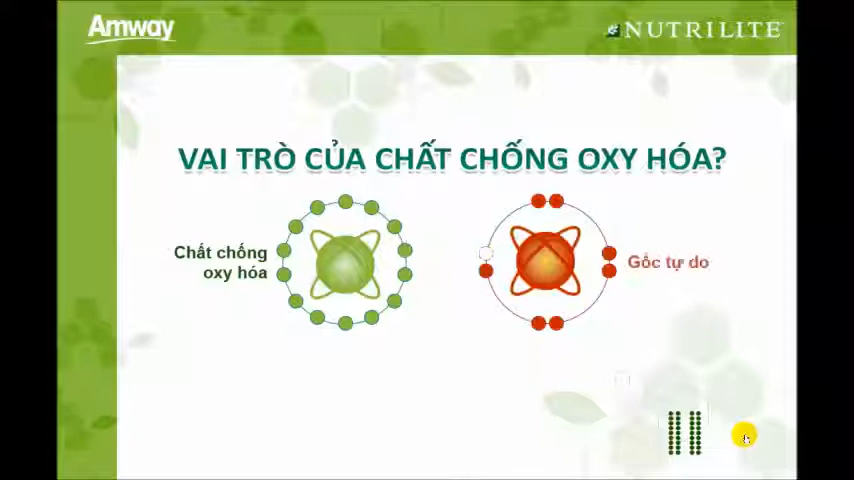 Amway
NUTRILITE
VAI TRÒ CỦA CHẤT CHỐNG OXY HÓA?
Chất chống
oxy hóa
Gốc tự do